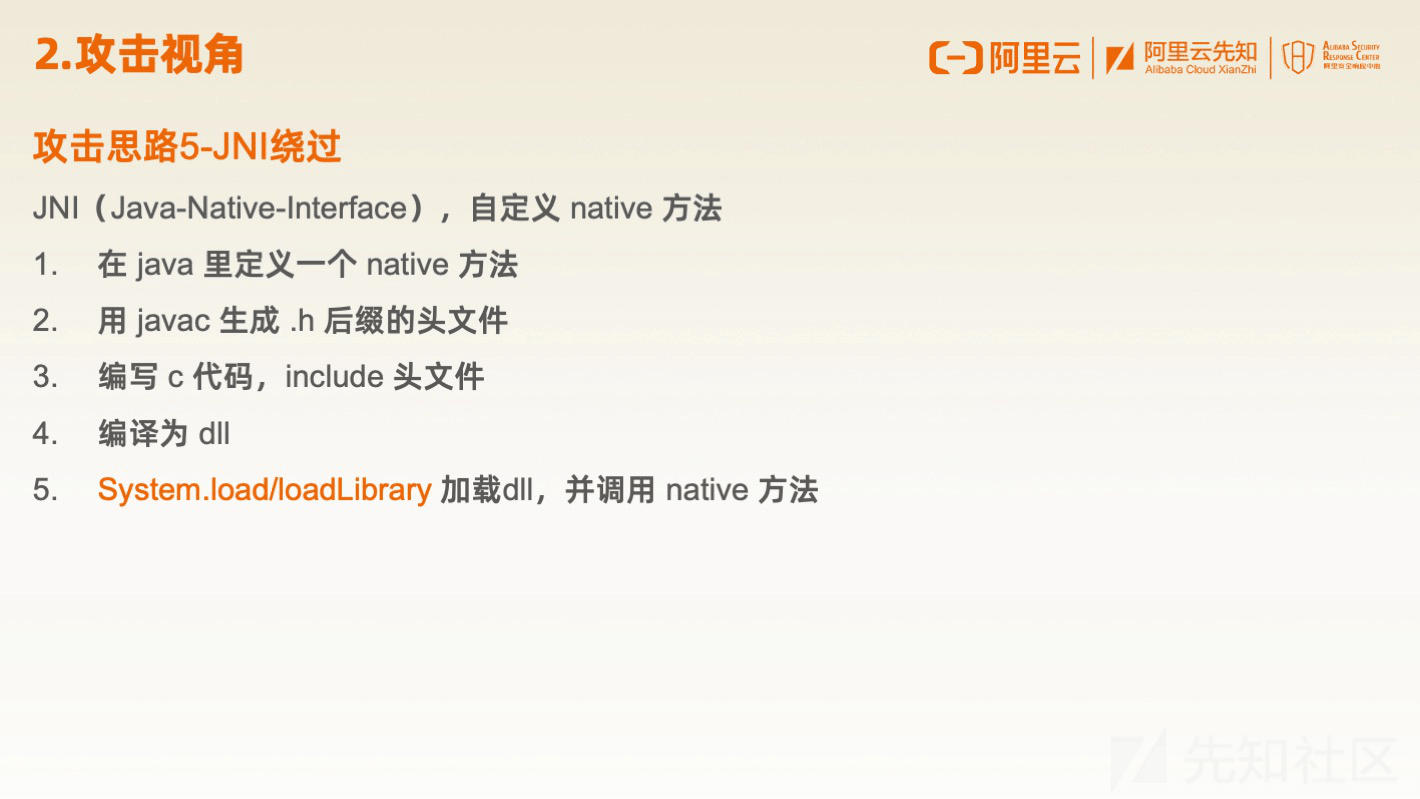 2.攻击视角
阿里云
阿里云先知
Alibaba Cloud XianZhi
ALIBABA SECURITY
RESPONSE CENTER
阿里安全响应中心
攻击思路5-JNI绕过
JNI（Java-Native-Interface），自定义 native 方法
1. 在 java 里定义一个 native 方法
2. 用 javac 生成 .h 后缀的头文件
3. 编写 c 代码，include 头文件
4. 编译为 dll
5. System.load/loadLibrary 加载dll，并调用 native 方法
先知社区